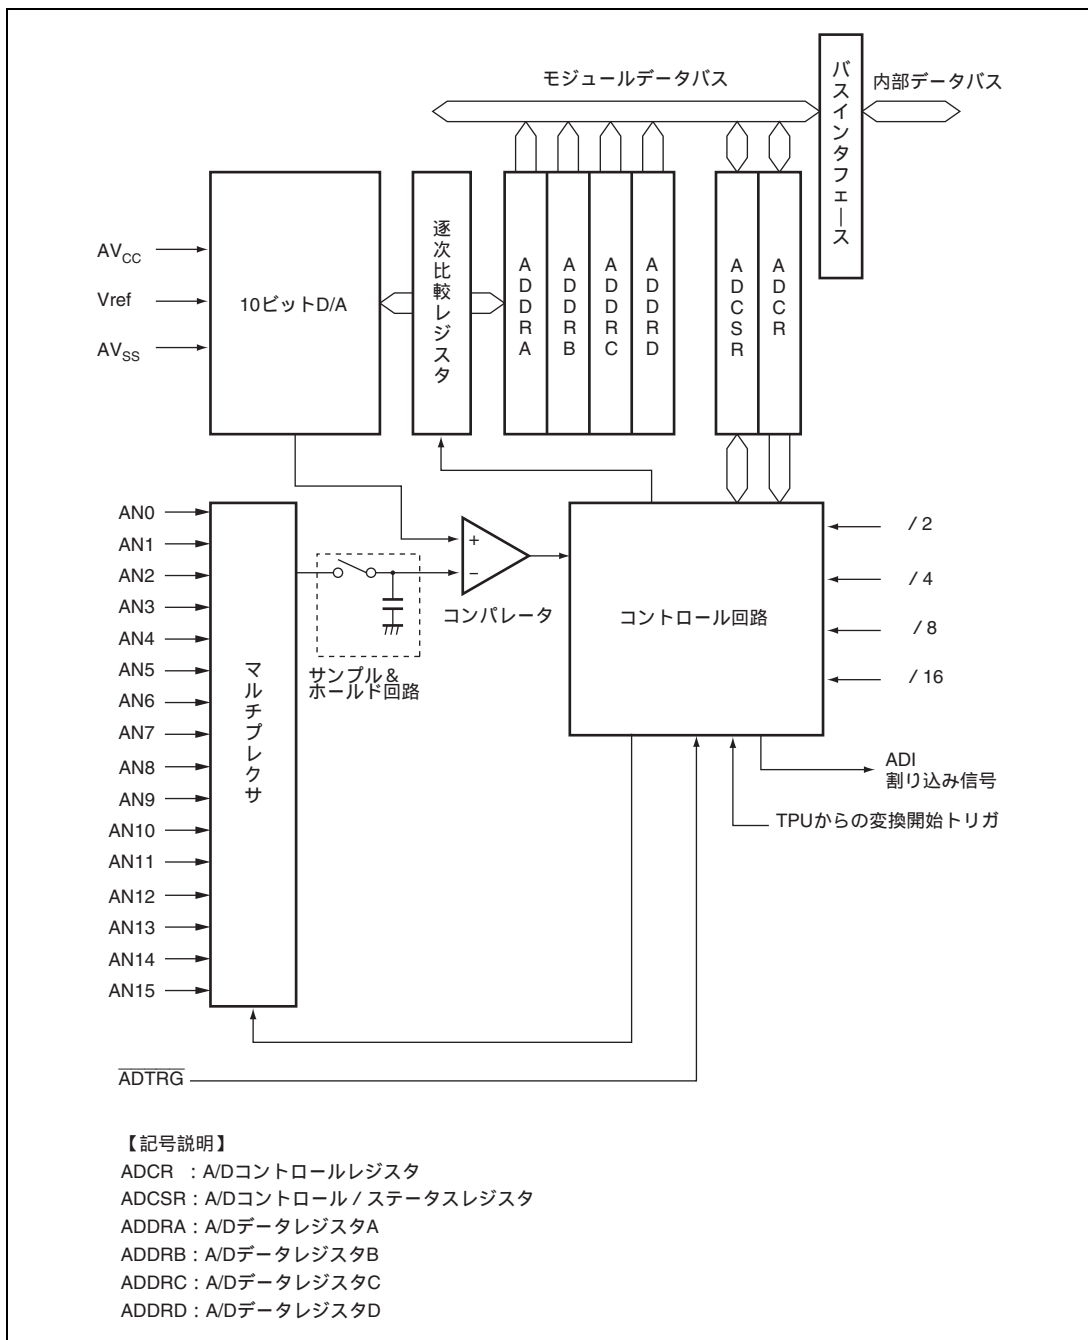 モジュールデータバス
バスインタフェース
内部データバス
AVCC
Vref
AVSS
10ビットD/A
逐次比較レジスタ
ADDRA
ADDRB
ADDRC
ADDRD
ADCSR
ADCR
AN0
AN1
AN2
AN3
AN4
AN5
AN6
AN7
AN8
AN9
AN10
AN11
AN12
AN13
AN14
AN15
マルチプレクサ
サンプル＆
ホールド回路
+
−
コンパレータ
コントロール回路
/ 2
/ 4
/ 8
/ 16
ADI
割り込み信号
TPUからの変換開始トリガ
ADTRG
【記号説明】
ADCR ：A/Dコントロールレジスタ
ADCSR：A/Dコントロール / ステータスレジスタ
ADDRA：A/DデータレジスタA
ADDRB：A/DデータレジスタB
ADDRC：A/DデータレジスタC
ADDRD：A/DデータレジスタD